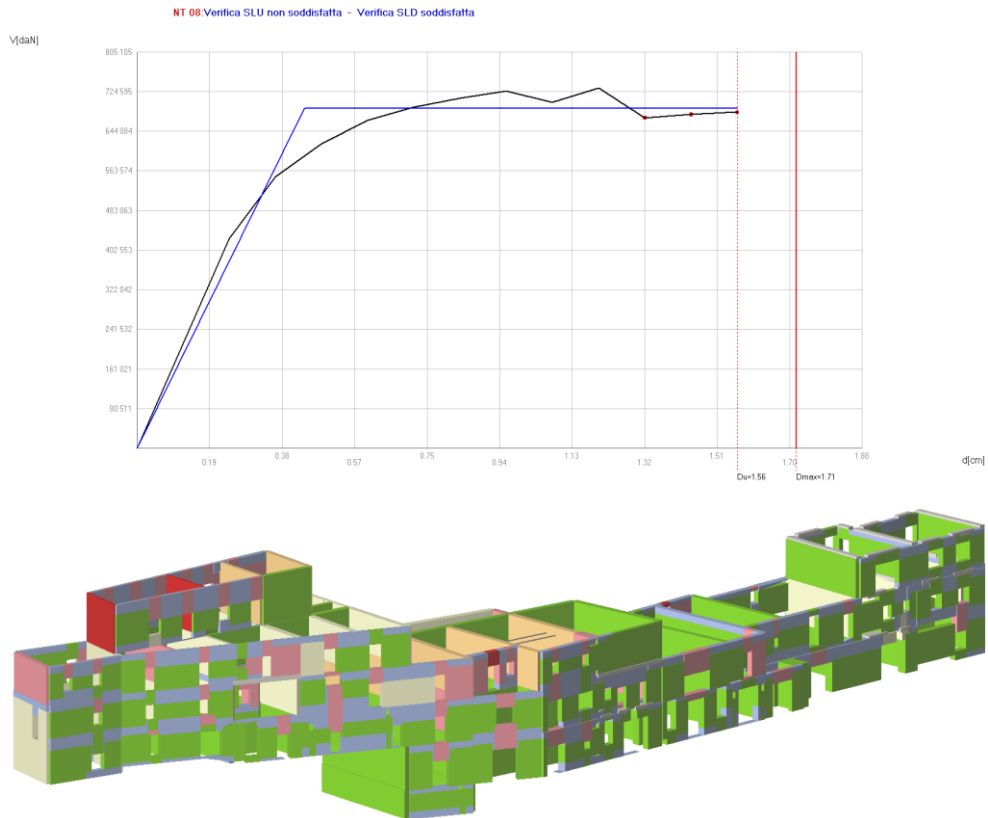 NT 08:Verifica SLU non soddisfatta - Verifica SLD soddisfatta
V[daN]
805 105
724 595
644 084
563 574
483 063
402 553
322 042
241 532
161 021
80 511
0.19 0.38 0.57 0.75 0.94 1.13 1.32 1.51 1.70 1.88
d[cm]
Du=1.56 Dmax=1.71